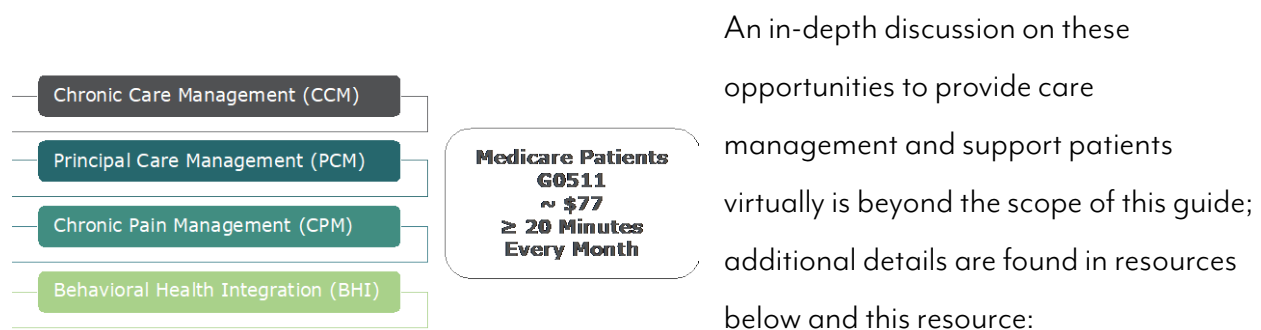 Chronic Care Management (CCM)
Principal Care Management (PCM)
Chronic Pain Management (CPM)
Behavioral Health Integration (BHI)
Medicare Patients
G0511
~ $77
≥ 20 Minutes
Every Month
An in-depth discussion on these
opportunities to provide care
management and support patients
virtually is beyond the scope of this guide;
additional details are found in resources
below and this resource: